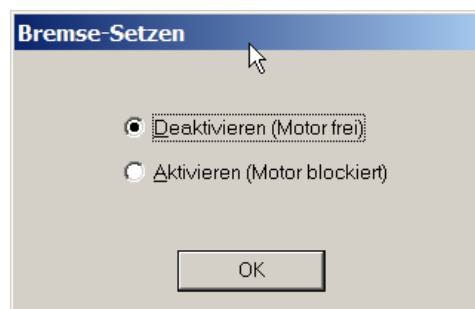 Bremse-Setzen
Deaktivieren (Motor frei)
Aktivieren (Motor blockiert)
OK